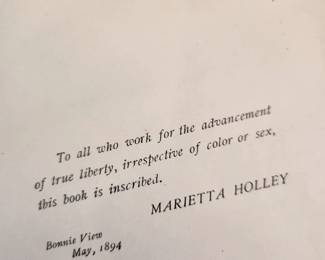 To all who work for the advancement
of true liberty, irrespective of color or sex,
this book is inscribed.
MARIETTA HOLLEY
Bonnie View
May, 1894